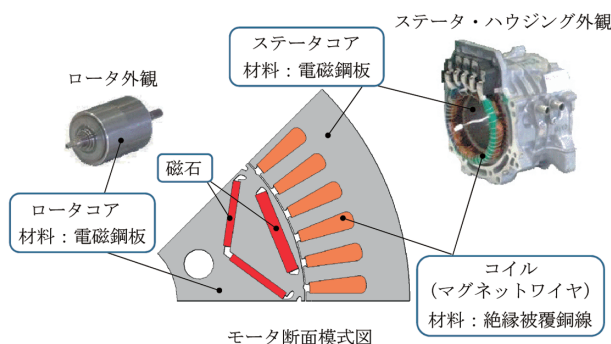 ステータ・ハウジング外観
ステータコア
材料：電磁鋼板
ロータ外観
磁石
ロータコア
材料：電磁鋼板
コイル
（マグネットワイヤ）
材料：絶縁被覆銅線
モータ断面模式図